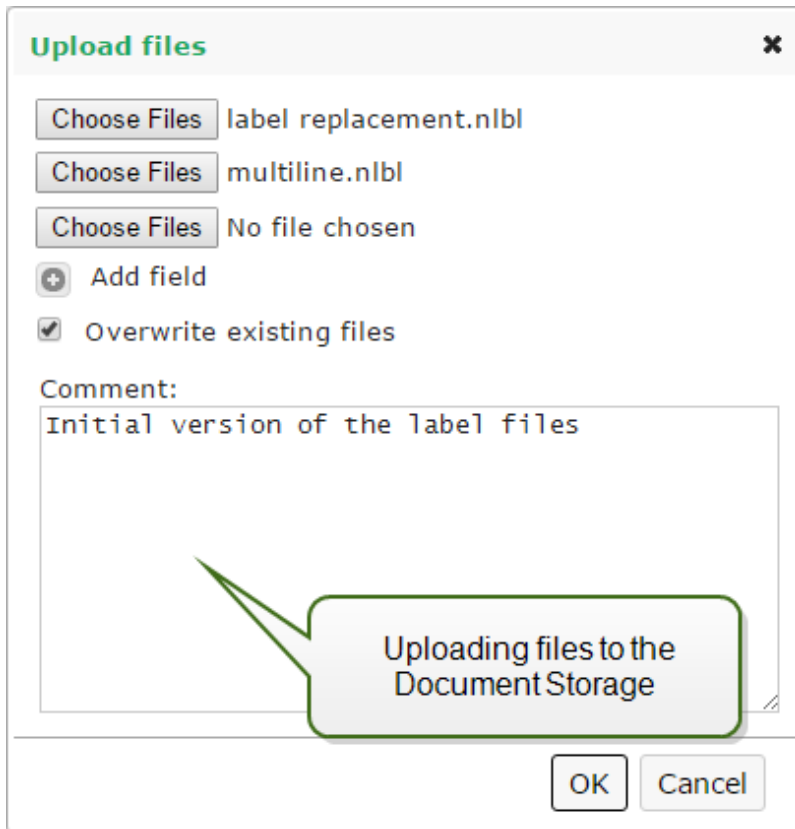 Upload files
Choose Files label replacement.nlbl
Choose Files multiline.nlbl
Choose Files No file chosen
Add field
Overwrite existing files
Comment:
Initial version of the label files
Uploading files to the
Document Storage
OK Cancel